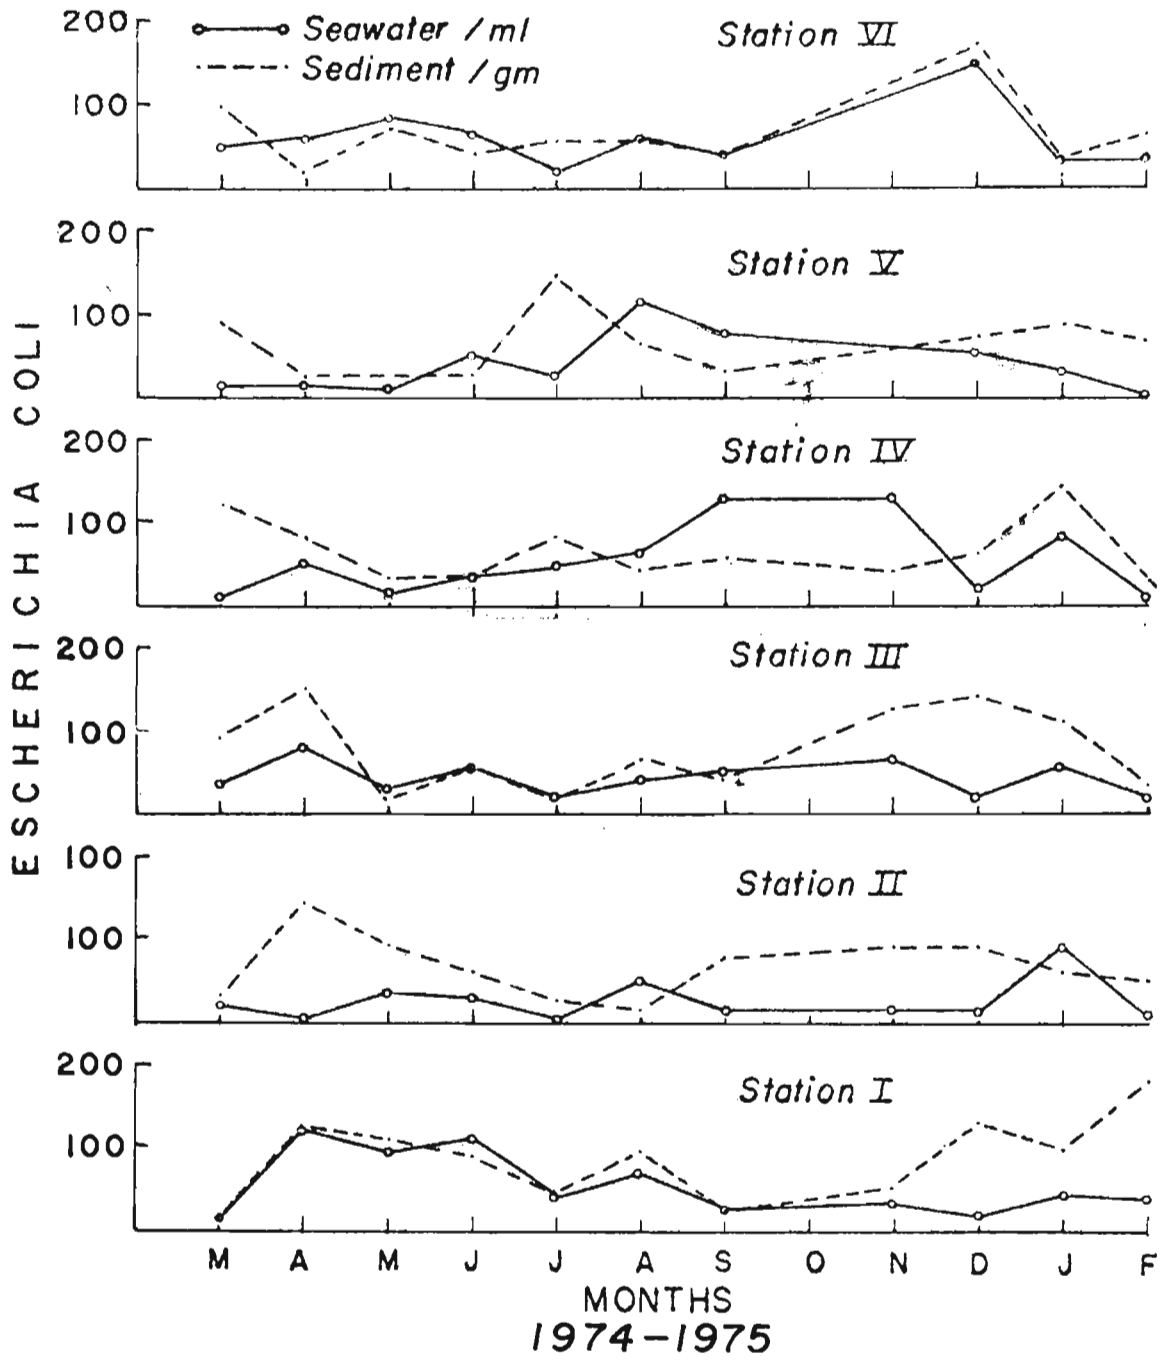 ESCHERICHIA COLI
200
100
Seawater / ml
Sediment / gm
Station VI
200
100
Station V
200
100
Station IV
200
100
Station III
100
100
Station II
200
100
Station I
M A M J J A S O N D J F
MONTHS
1974-1975